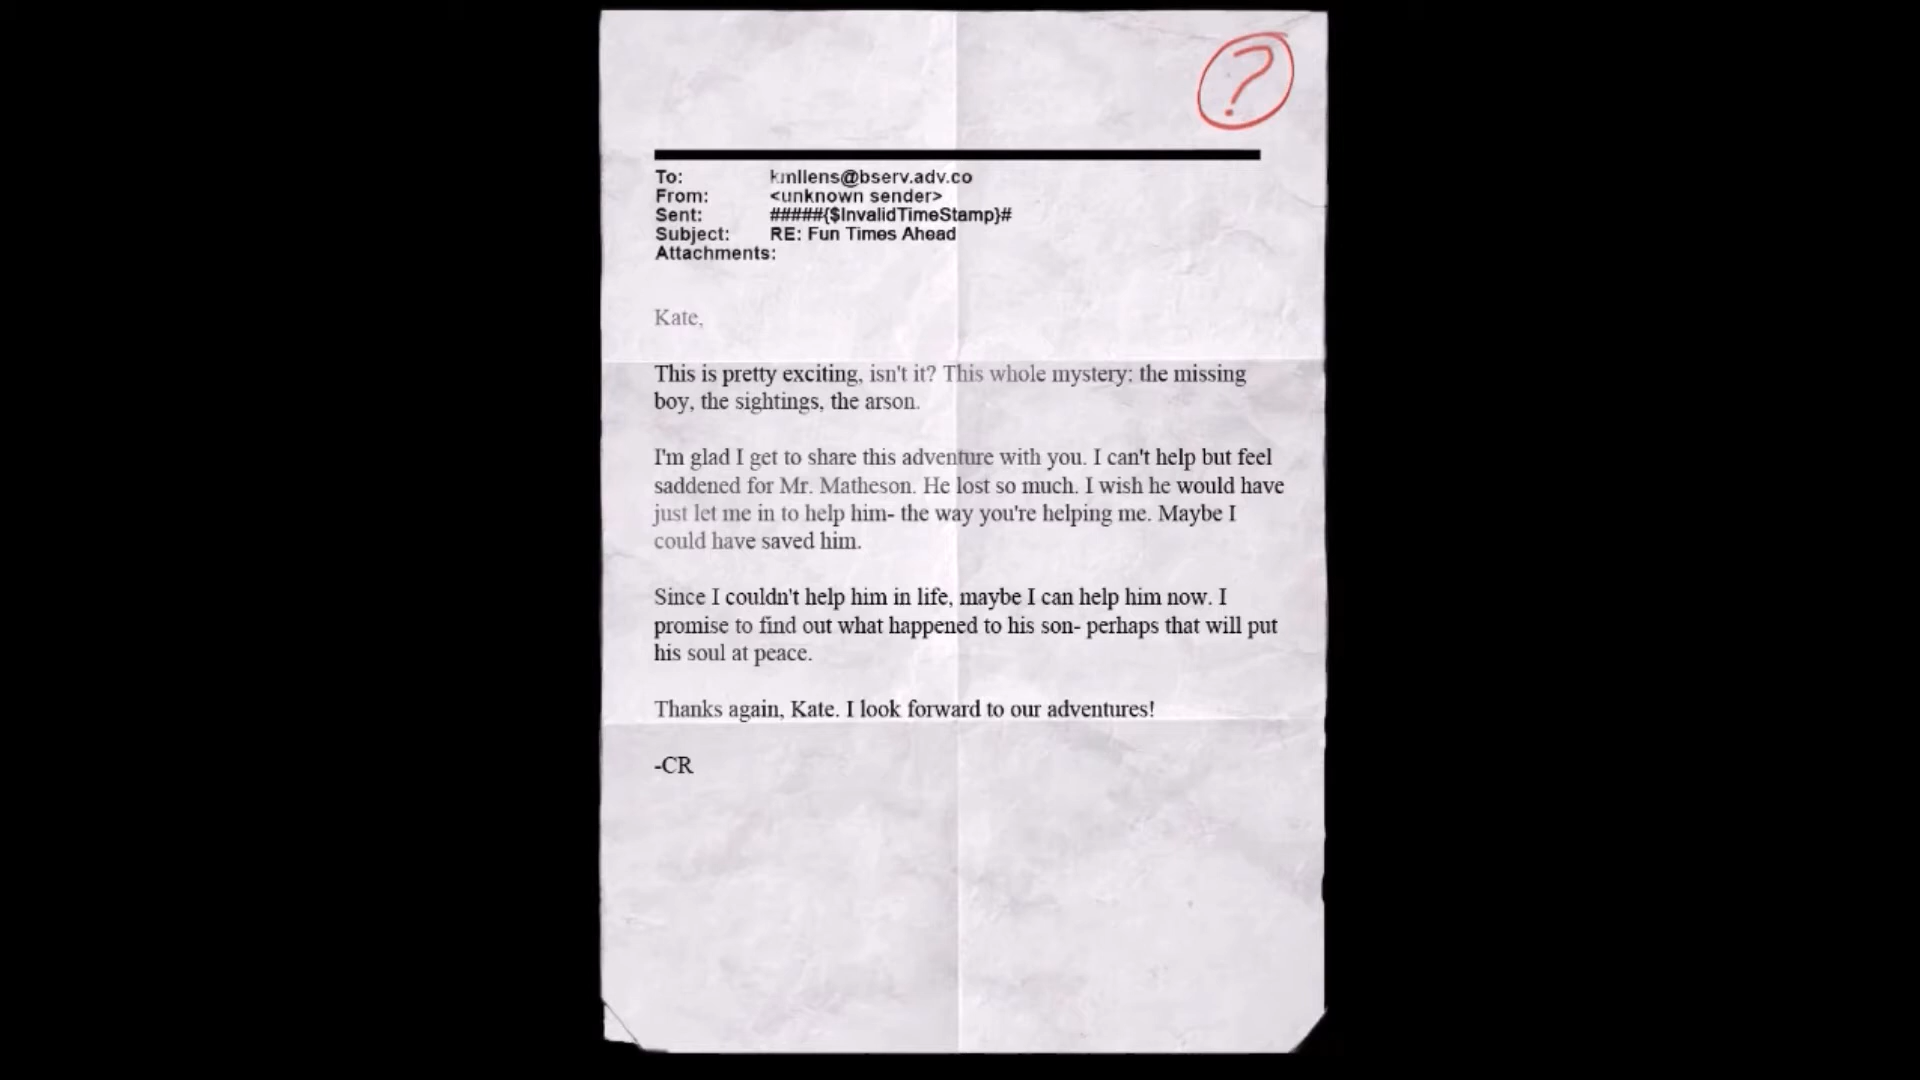 ?
To: kmllens@bserv.adv.co
From: <unknown sender>
Sent: #####{$InvalidTimeStamp}#
Subject: RE: Fun Times Ahead
Attachments:
Kate,
This is pretty exciting, isn't it? This whole mystery: the missing
boy, the sightings, the arson.
I'm glad I get to share this adventure with you. I can't help but feel
saddened for Mr. Matheson. He lost so much. I wish he would have
just let me in to help him- the way you're helping me. Maybe I
could have saved him.
Since I couldn't help him in life, maybe I can help him now. I
promise to find out what happened to his son- perhaps that will put
his soul at peace.
Thanks again, Kate. I look forward to our adventures!
-CR